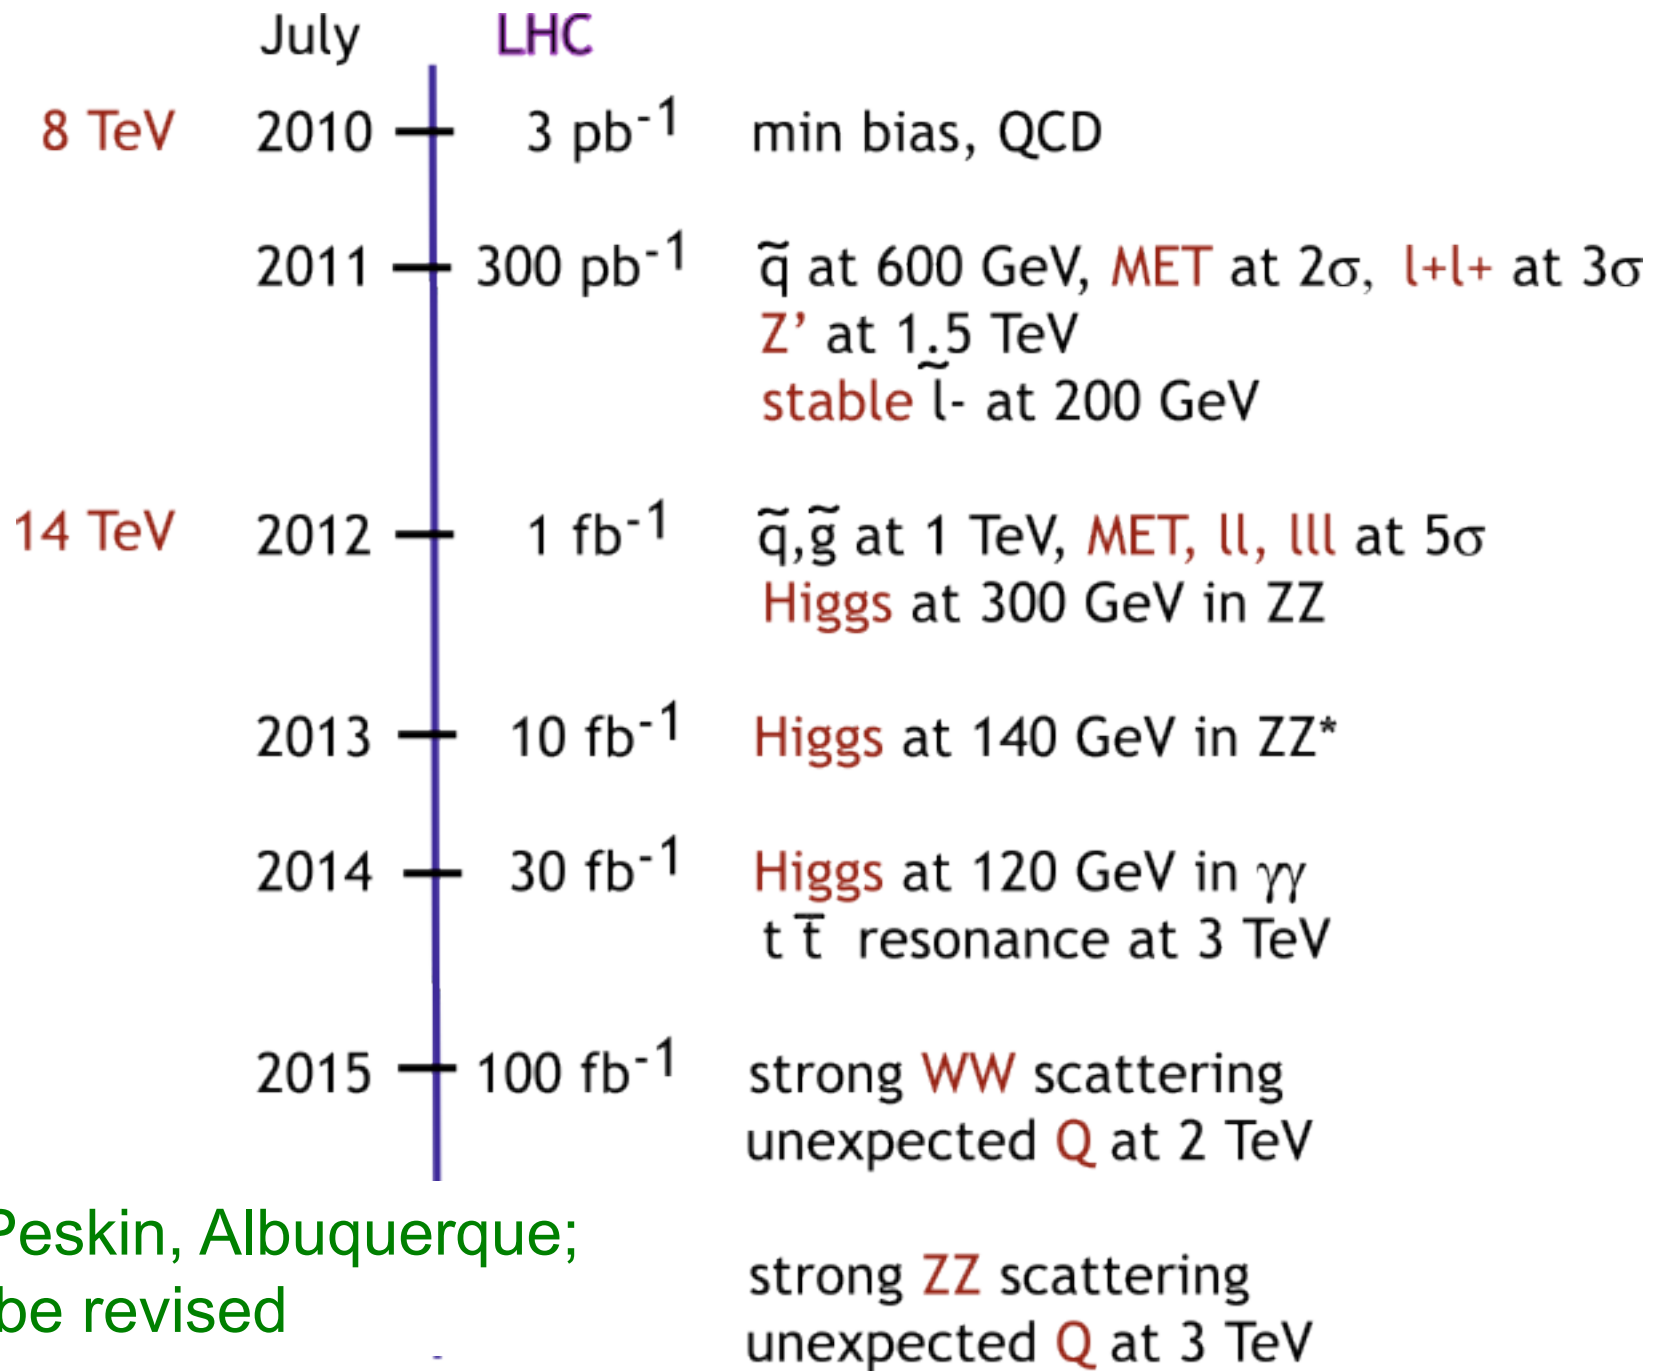 July LHC
8 TeV 2010 3 pb⁻¹ min bias, QCD
2011 300 pb⁻¹ q̃ at 600 GeV, MET at 2σ, l+l+ at 3σ
Z’ at 1.5 TeV
stable l̃- at 200 GeV
14 TeV 2012 1 fb⁻¹ q̃,g̃ at 1 TeV, MET, ll, lll at 5σ
Higgs at 300 GeV in ZZ
2013 10 fb⁻¹ Higgs at 140 GeV in ZZ*
2014 30 fb⁻¹ Higgs at 120 GeV in γγ
t t̅ resonance at 3 TeV
2015 100 fb⁻¹ strong WW scattering
unexpected Q at 2 TeV
Peskin, Albuquerque;
be revised
strong ZZ scattering
unexpected Q at 3 TeV